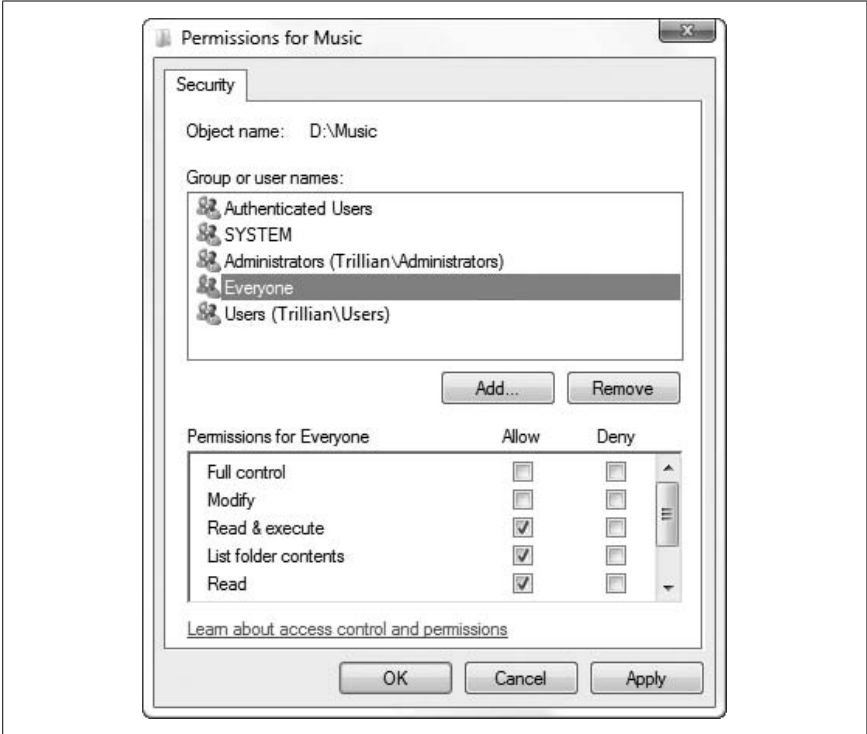 Permissions for Music
Security
Object name: D:\Music
Group or user names:
Authenticated Users
SYSTEM
Administrators (Trillian\Administrators)
Everyone
Users (Trillian\Users)
Add... Remove
Permissions for Everyone Allow Deny
Full control
Modify
Read & execute
List folder contents
Read
Learn about access control and permissions
OK Cancel Apply